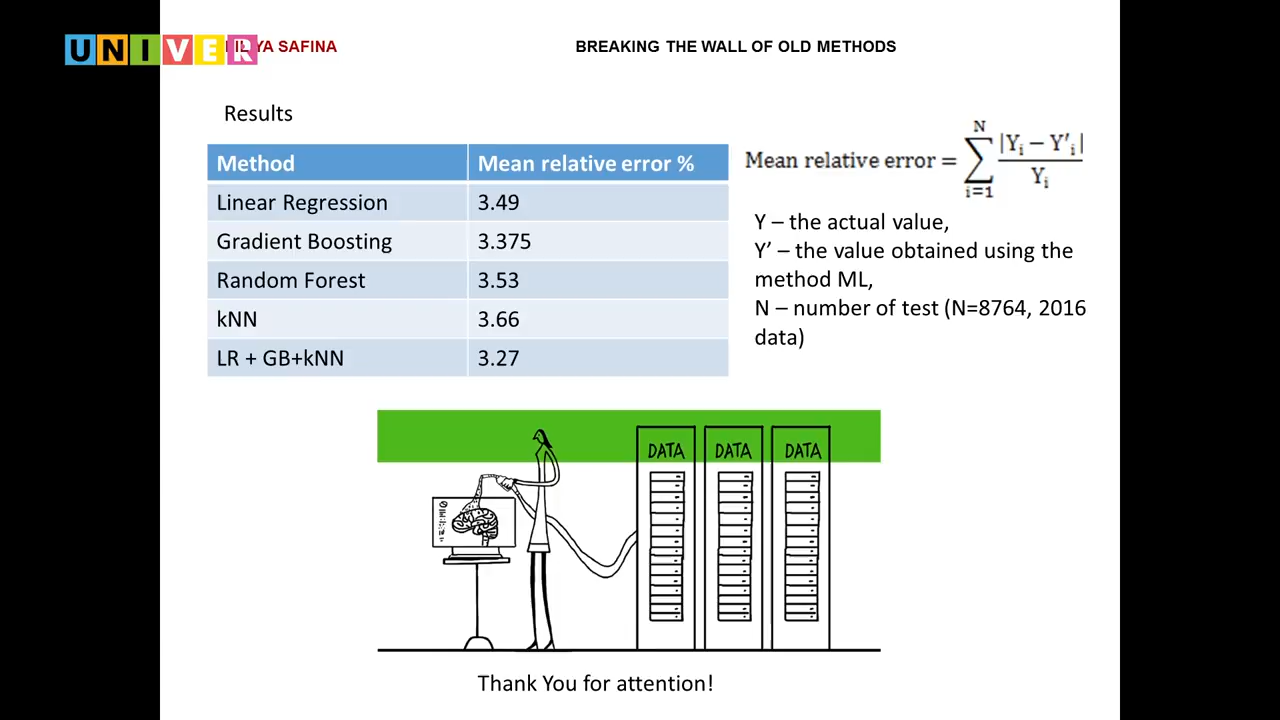 UNIVER
YA SAFINA
BREAKING THE WALL OF OLD METHODS
Results
Method Mean relative error %
Linear Regression 3.49
Gradient Boosting 3.375
Random Forest 3.53
kNN 3.66
LR + GB+kNN 3.27
Mean relative error = ∑_{i=1}^{N} |Y_i − Y′_i| / Y_i
Y – the actual value,
Y’ – the value obtained using the
method ML,
N – number of test (N=8764, 2016
data)
DATA DATA DATA
Thank You for attention!